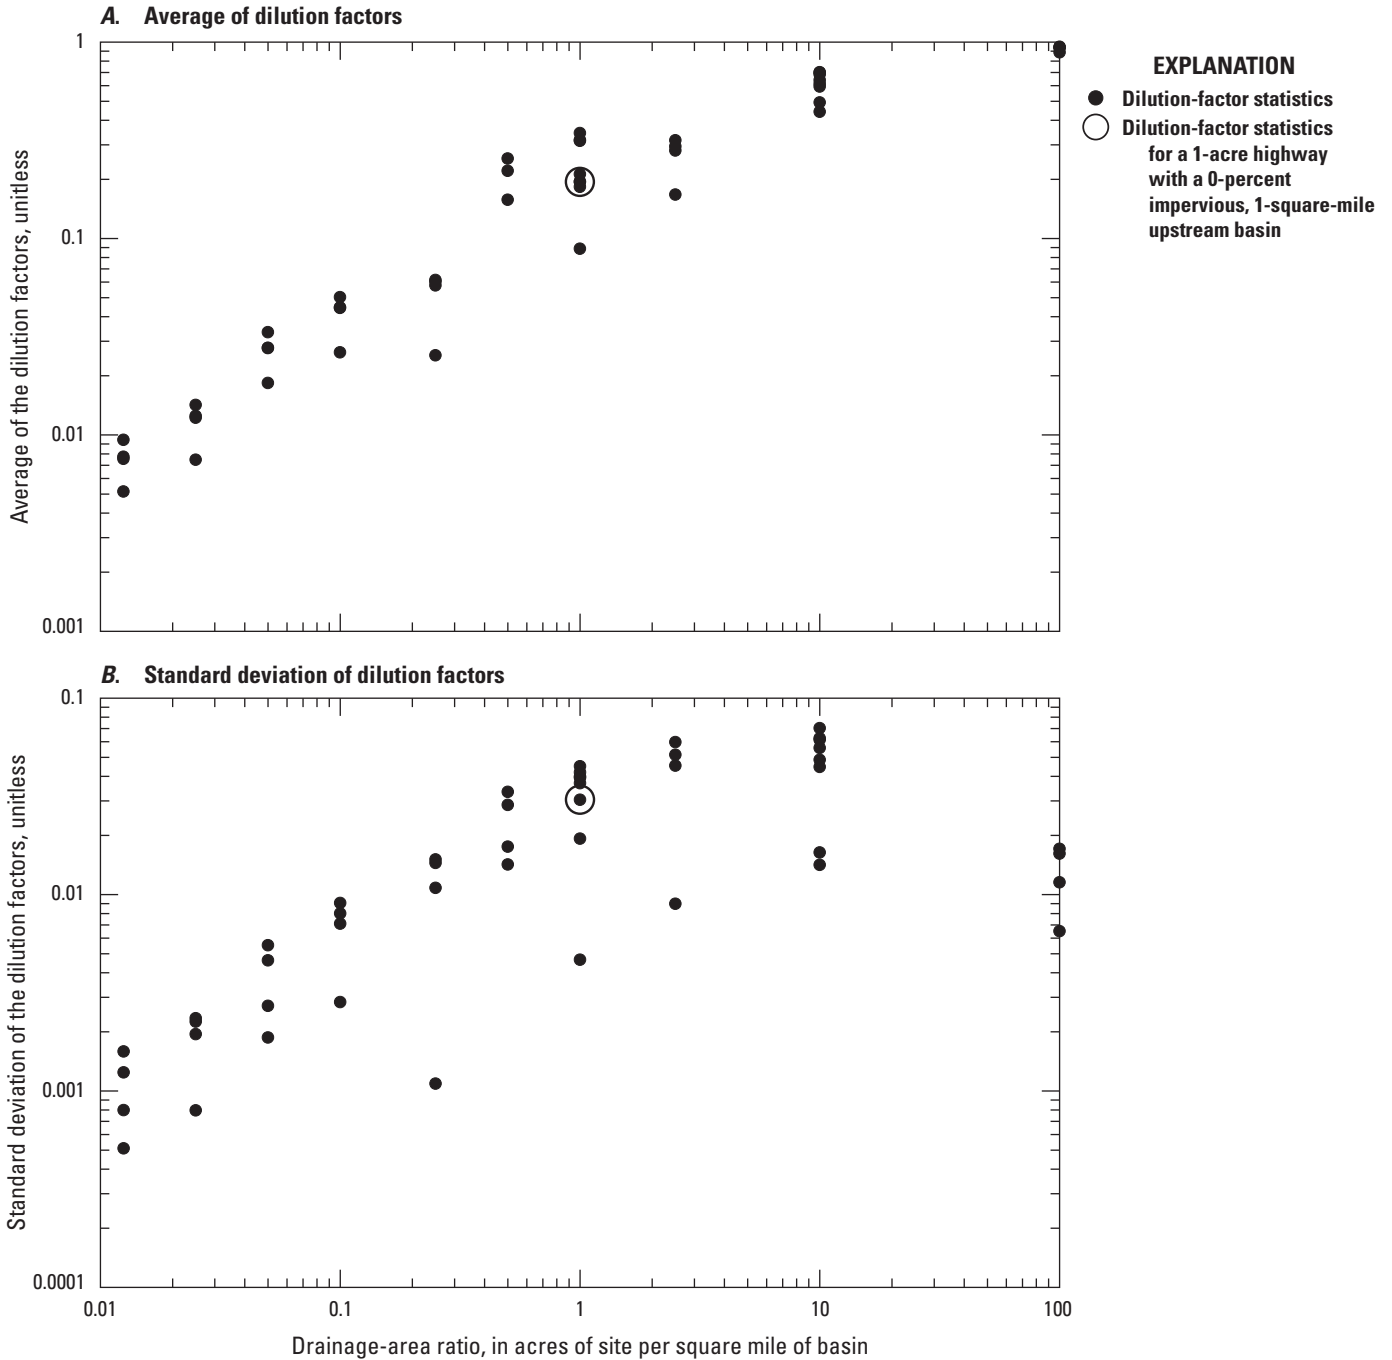 A. Average of dilution factors
1
0.1
0.01
0.001
Average of the dilution factors, unitless
EXPLANATION
Dilution-factor statistics
Dilution-factor statistics
for a 1-acre highway
with a 0-percent
impervious, 1-square-mile
upstream basin
B. Standard deviation of dilution factors
0.1
0.01
0.001
0.0001
Standard deviation of the dilution factors, unitless
0.01 0.1 1 10 100
Drainage-area ratio, in acres of site per square mile of basin